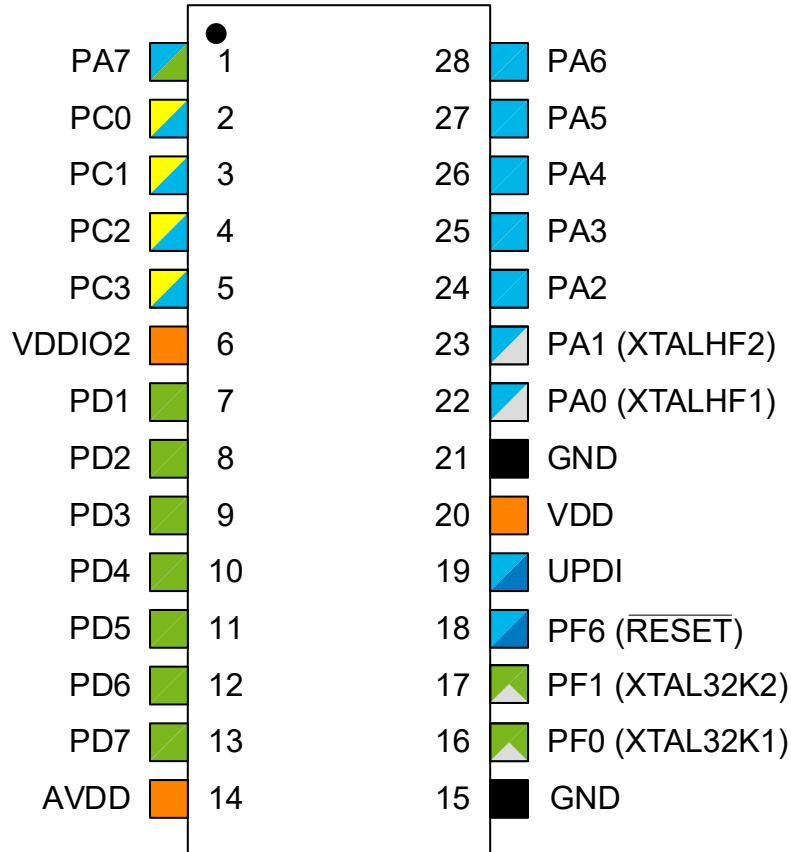 PA7 1 28 PA6
PC0 2 27 PA5
PC1 3 26 PA4
PC2 4 25 PA3
PC3 5 24 PA2
VDDIO2 6 23 PA1 (XTALHF2)
PD1 7 22 PA0 (XTALHF1)
PD2 8 21 GND
PD3 9 20 VDD
PD4 10 19 UPDI
PD5 11 18 PF6 (RESET)
PD6 12 17 PF1 (XTAL32K2)
PD7 13 16 PF0 (XTAL32K1)
AVDD 14 15 GND